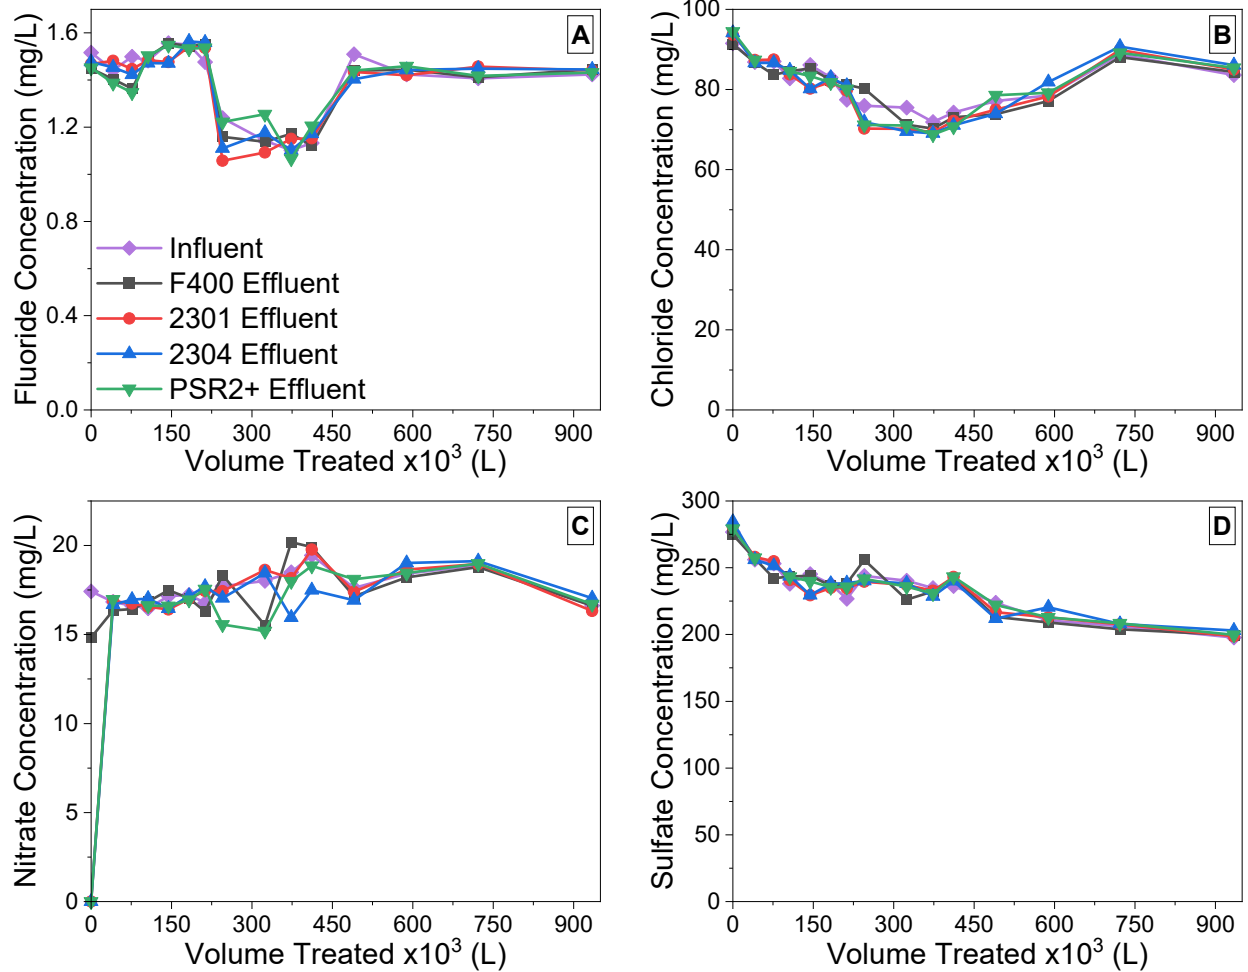 A
Fluoride Concentration (mg/L)
1.6
1.2
0.8
0.4
0.0
Influent
F400 Effluent
2301 Effluent
2304 Effluent
PSR2+ Effluent
0 150 300 450 600 750 900
Volume Treated x10³ (L)
B
Chloride Concentration (mg/L)
100
80
60
40
20
0
0 150 300 450 600 750 900
Volume Treated x10³ (L)
C
Nitrate Concentration (mg/L)
20
15
10
5
0
0 150 300 450 600 750 900
Volume Treated x10³ (L)
D
Sulfate Concentration (mg/L)
300
250
200
150
100
50
0
0 150 300 450 600 750 900
Volume Treated x10³ (L)